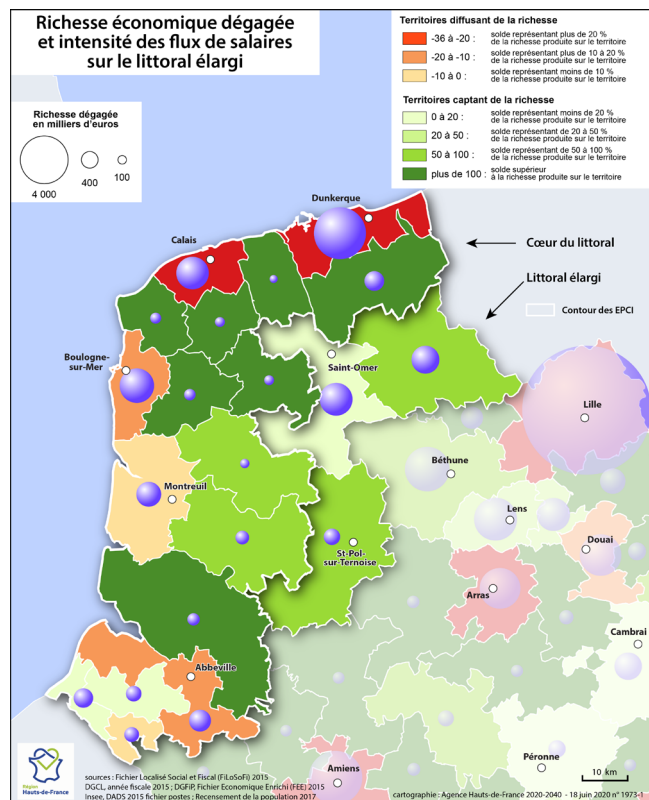 Richesse économique dégagée
et intensité des flux de salaires
sur le littoral élargi
Richesse dégagée
en milliers d'euros
4 000
400
100
Territoires diffusant de la richesse
-36 à -20 : solde représentant plus de 20 %
de la richesse produite sur le territoire
-20 à -10 : solde représentant plus de 10 à 20 %
de la richesse produite sur le territoire
-10 à 0 : solde représentant moins de 10 %
de la richesse produite sur le territoire
Territoires captant de la richesse
0 à 20 : solde représentant moins de 20 %
de la richesse produite sur le territoire
20 à 50 : solde représentant de 20 à 50 %
de la richesse produite sur le territoire
50 à 100 : solde représentant de 50 à 100 %
de la richesse produite sur le territoire
plus de 100 : solde supérieur
à la richesse produite sur le territoire
Dunkerque
Calais
Cœur du littoral
Littoral élargi
Contour des EPCI
Boulogne-
sur-Mer
Saint-Omer
Lille
Béthune
Montreuil
Lens
Douai
St-Pol-
sur-Ternoise
Arras
Cambrai
Abbeville
Péronne
Amiens
10 km
Région
Hauts-de-France
sources : Fichier Localisé Social et Fiscal (FiLoSoFi) 2015
DGCL, année fiscale 2015 ; DGFiP, Fichier Economique Enrichi (FEE) 2015
Insee, DADS 2015 fichier postes ; Recensement de la population 2017
cartographie : Agence Hauts-de-France 2020-2040 - 18 juin 2020 n° 1973-1